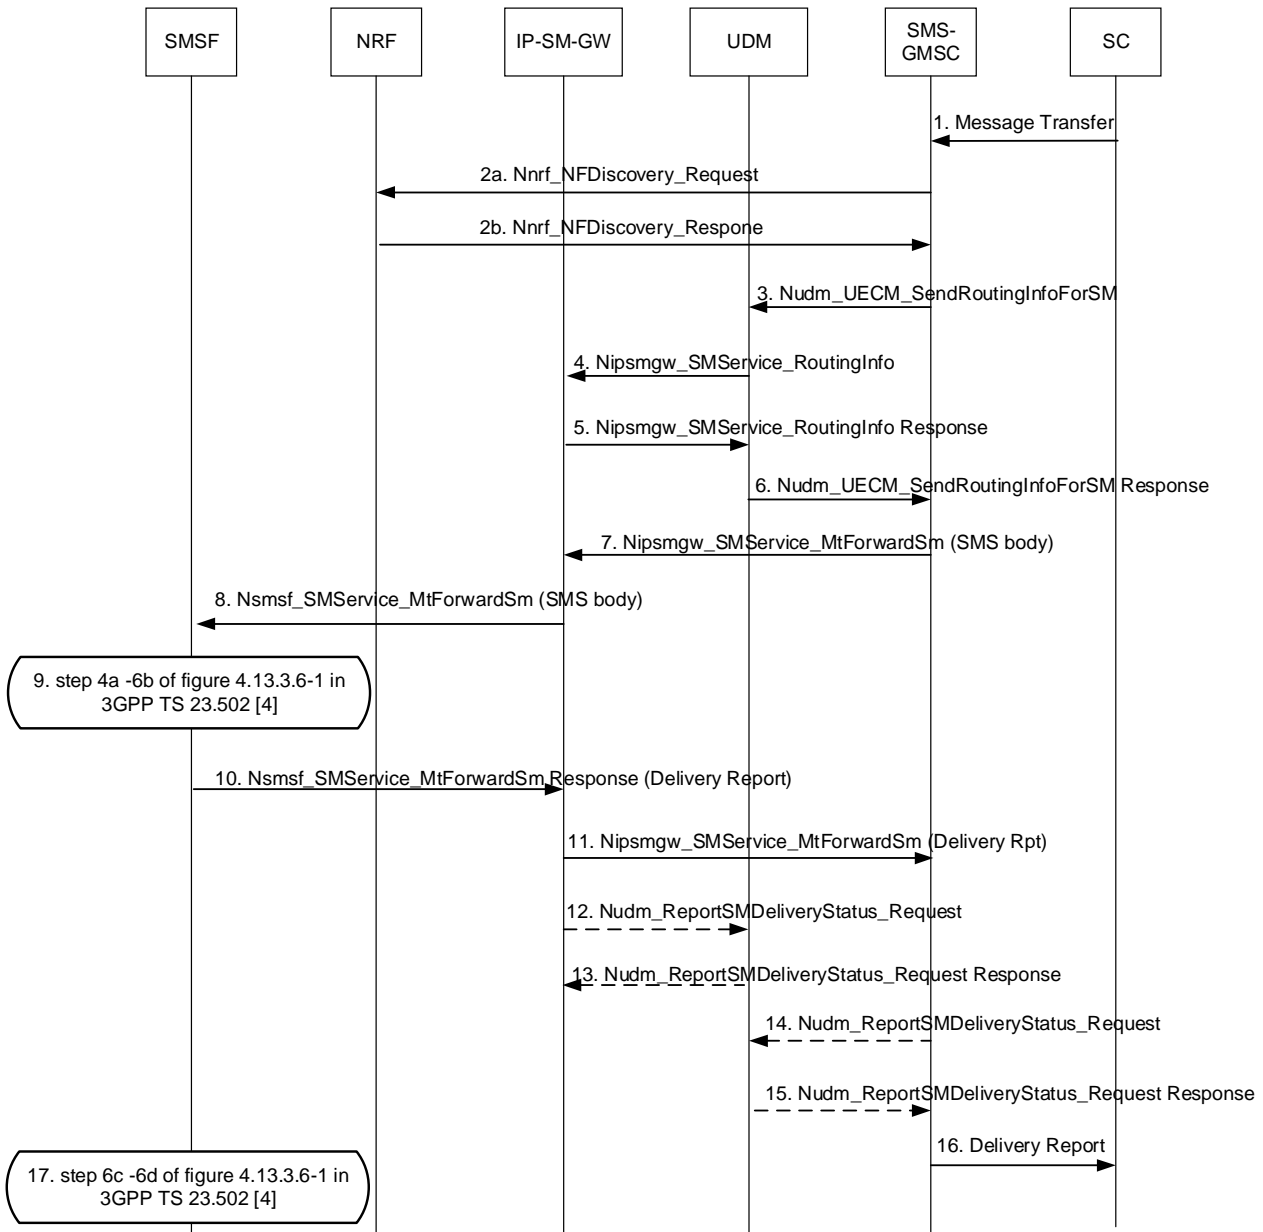 SMSF
NRF
IP-SM-GW
UDM
SMS-
GMSC
SC
1. Message Transfer
2a. Nnrf_NFDiscovery_Request
2b. Nnrf_NFDiscovery_Respone
3. Nudm_UECM_SendRoutingInfoForSM
4. Nipsmgw_SMService_RoutingInfo
5. Nipsmgw_SMService_RoutingInfo Response
6. Nudm_UECM_SendRoutingInfoForSM Response
7. Nipsmgw_SMService_MtForwardSm (SMS body)
8. Nsmsf_SMService_MtForwardSm (SMS body)
9. step 4a -6b of figure 4.13.3.6-1 in
3GPP TS 23.502 [4]
10. Nsmsf_SMService_MtForwardSm Response (Delivery Report)
11. Nipsmgw_SMService_MtForwardSm (Delivery Rpt)
12. Nudm_ReportSMDeliveryStatus_Request
13. Nudm_ReportSMDeliveryStatus_Request Response
14. Nudm_ReportSMDeliveryStatus_Request
15. Nudm_ReportSMDeliveryStatus_Request Response
16. Delivery Report
17. step 6c -6d of figure 4.13.3.6-1 in
3GPP TS 23.502 [4]